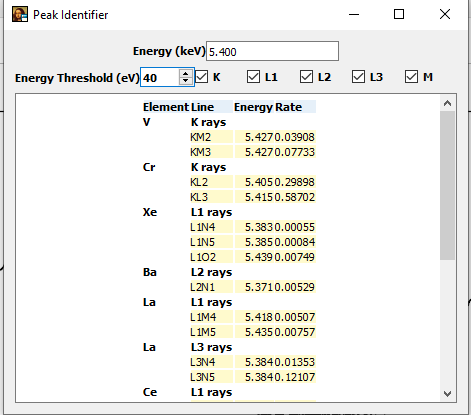 Peak Identifier
Energy (keV) 5.400
Energy Threshold (eV) 40 K L1 L2 L3 M
Element Line Energy Rate
V K rays
KM2 5.427 0.03908
KM3 5.427 0.07733
Cr K rays
KL2 5.405 0.29898
KL3 5.415 0.58702
Xe L1 rays
L1N4 5.383 0.00055
L1N5 5.385 0.00084
L1O2 5.439 0.00749
Ba L2 rays
L2N1 5.371 0.00529
La L1 rays
L1M4 5.418 0.00507
L1M5 5.435 0.00757
La L3 rays
L3N4 5.384 0.01353
L3N5 5.384 0.12107
Ce L1 rays